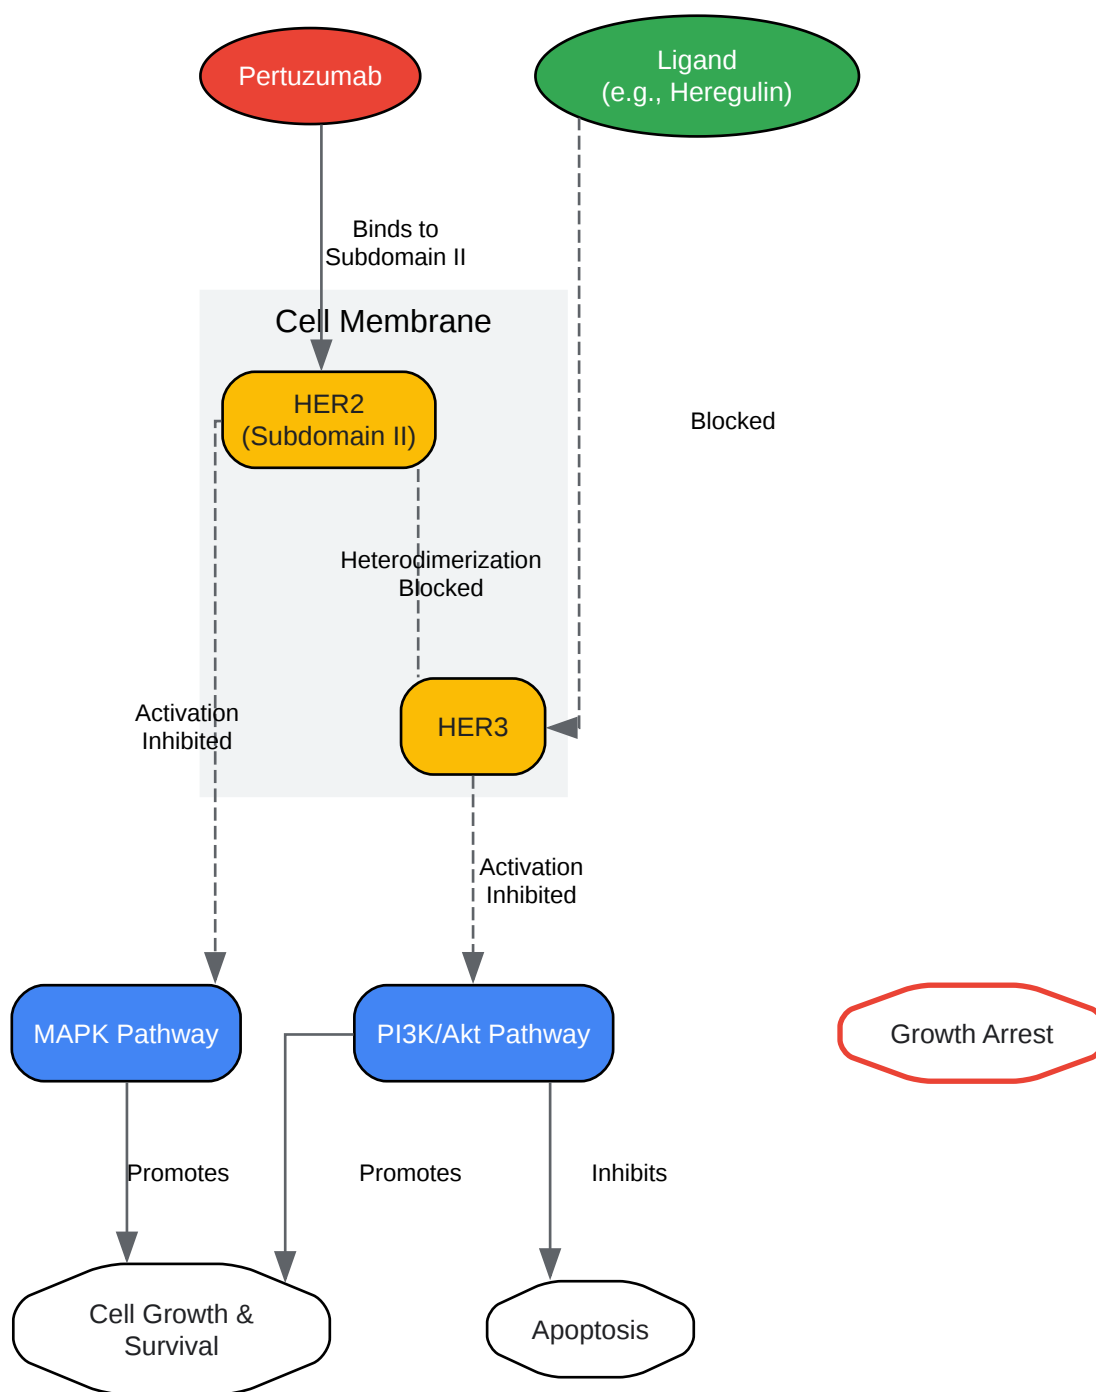 Pertuzumab
Ligand
(e.g., Heregulin)
Binds to
Subdomain II
Cell Membrane
HER2
(Subdomain II)
Blocked
Heterodimerization
Blocked
Activation
Inhibited
HER3
Activation
Inhibited
MAPK Pathway
PI3K/Akt Pathway
Growth Arrest
Promotes
Promotes
Inhibits
Cell Growth &
Survival
Apoptosis